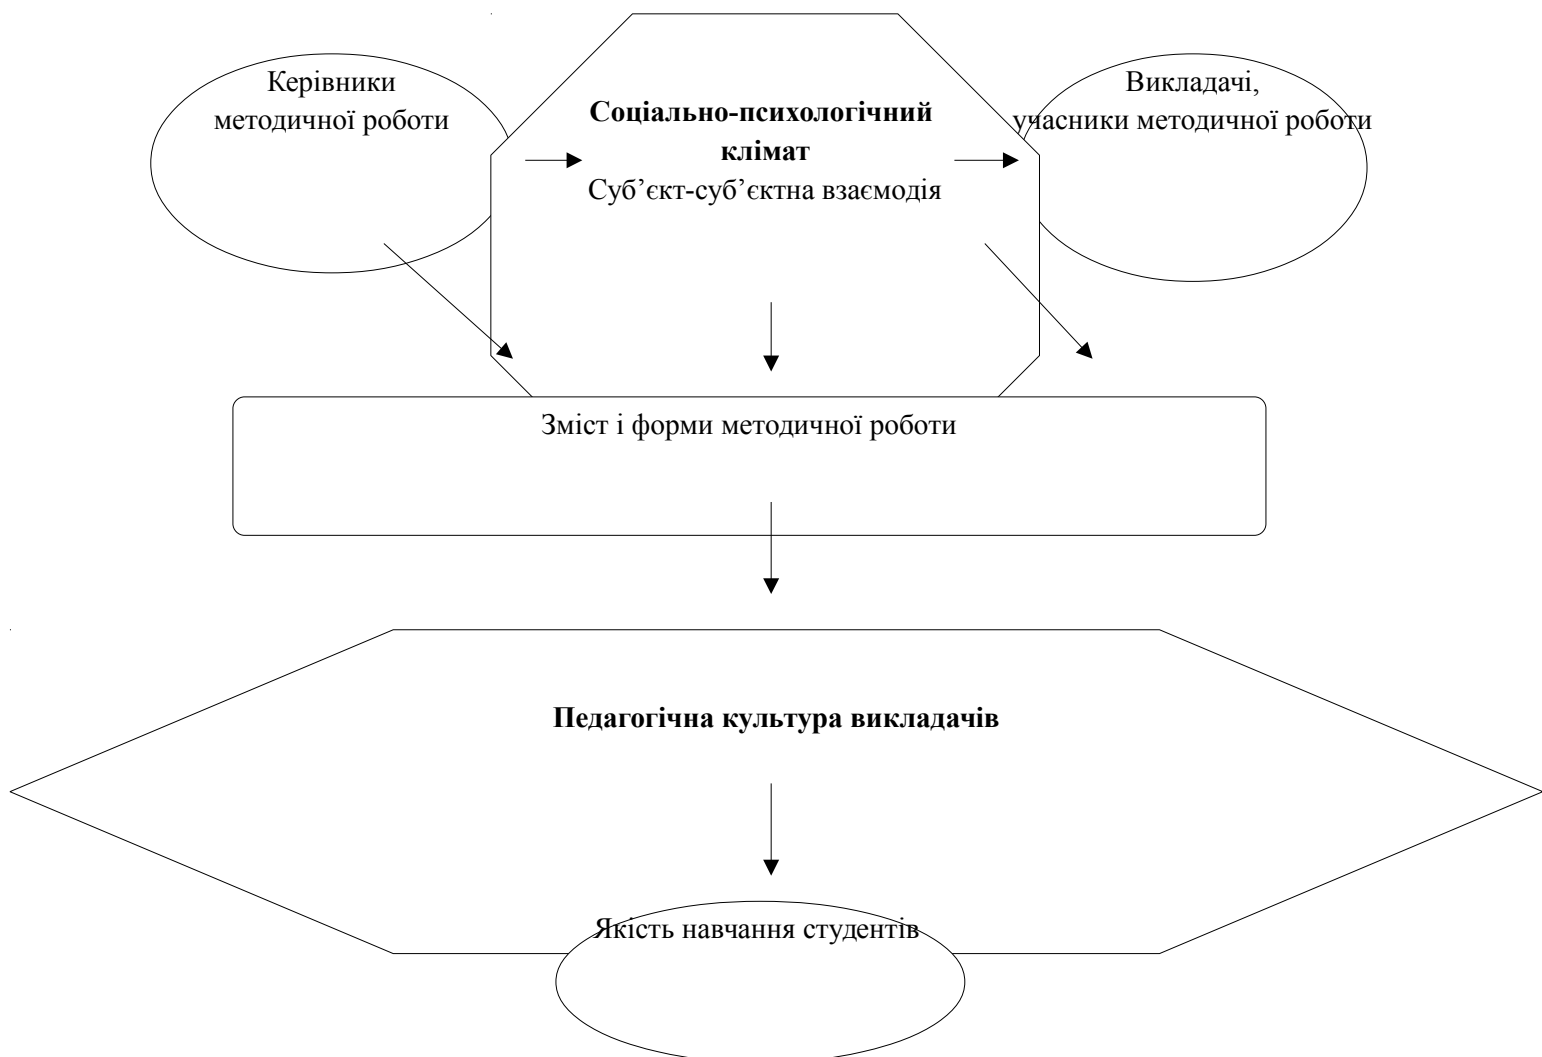 Керівники
методичної роботи
Соціально-психологічний
клімат
Суб’єкт-суб’єктна взаємодія
Викладачі,
учасники методичної роботи
Зміст і форми методичної роботи
Педагогічна культура викладачів
Якість навчання студентів